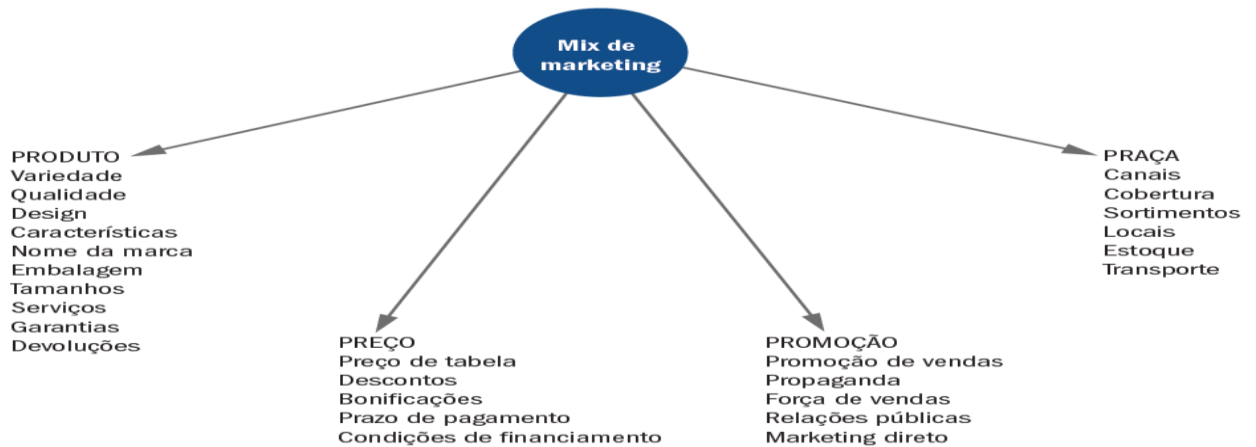 Mix de
marketing
PRODUTO
Variedade
Qualidade
Design
Características
Nome da marca
Embalagem
Tamanhos
Serviços
Garantias
Devoluções
PREÇO
Preço de tabela
Descontos
Bonificações
Prazo de pagamento
Condições de financiamento
PROMOÇÃO
Promoção de vendas
Propaganda
Força de vendas
Relações públicas
Marketing direto
PRAÇA
Canais
Cobertura
Sortimentos
Locais
Estoque
Transporte